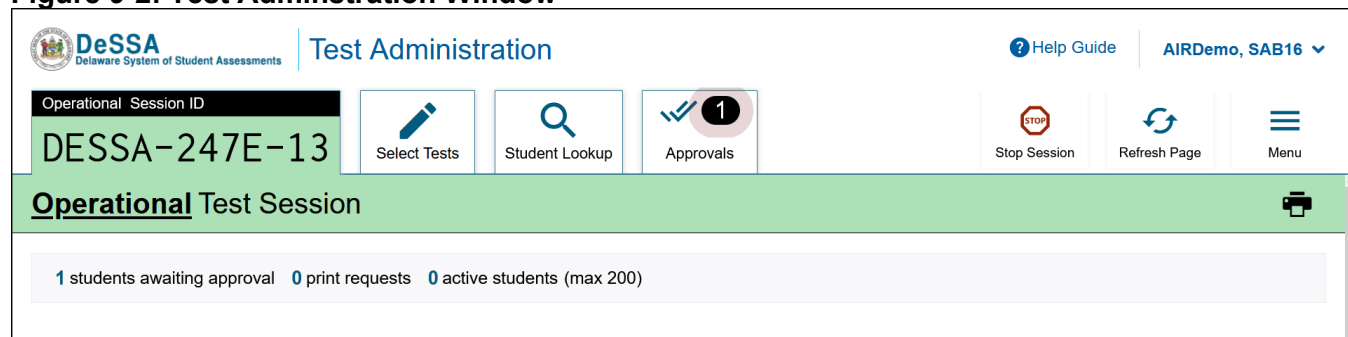 Figure 3-2. Test Adminstration Window
DeSSA
Delaware System of Student Assessments
Test Administration
? Help Guide
AIRDemo, SAB16
Operational Session ID
DESSA-247E-13
Select Tests
Student Lookup
1
Approvals
STOP
Stop Session
Refresh Page
Menu
Operational Test Session
1 students awaiting approval 0 print requests 0 active students (max 200)